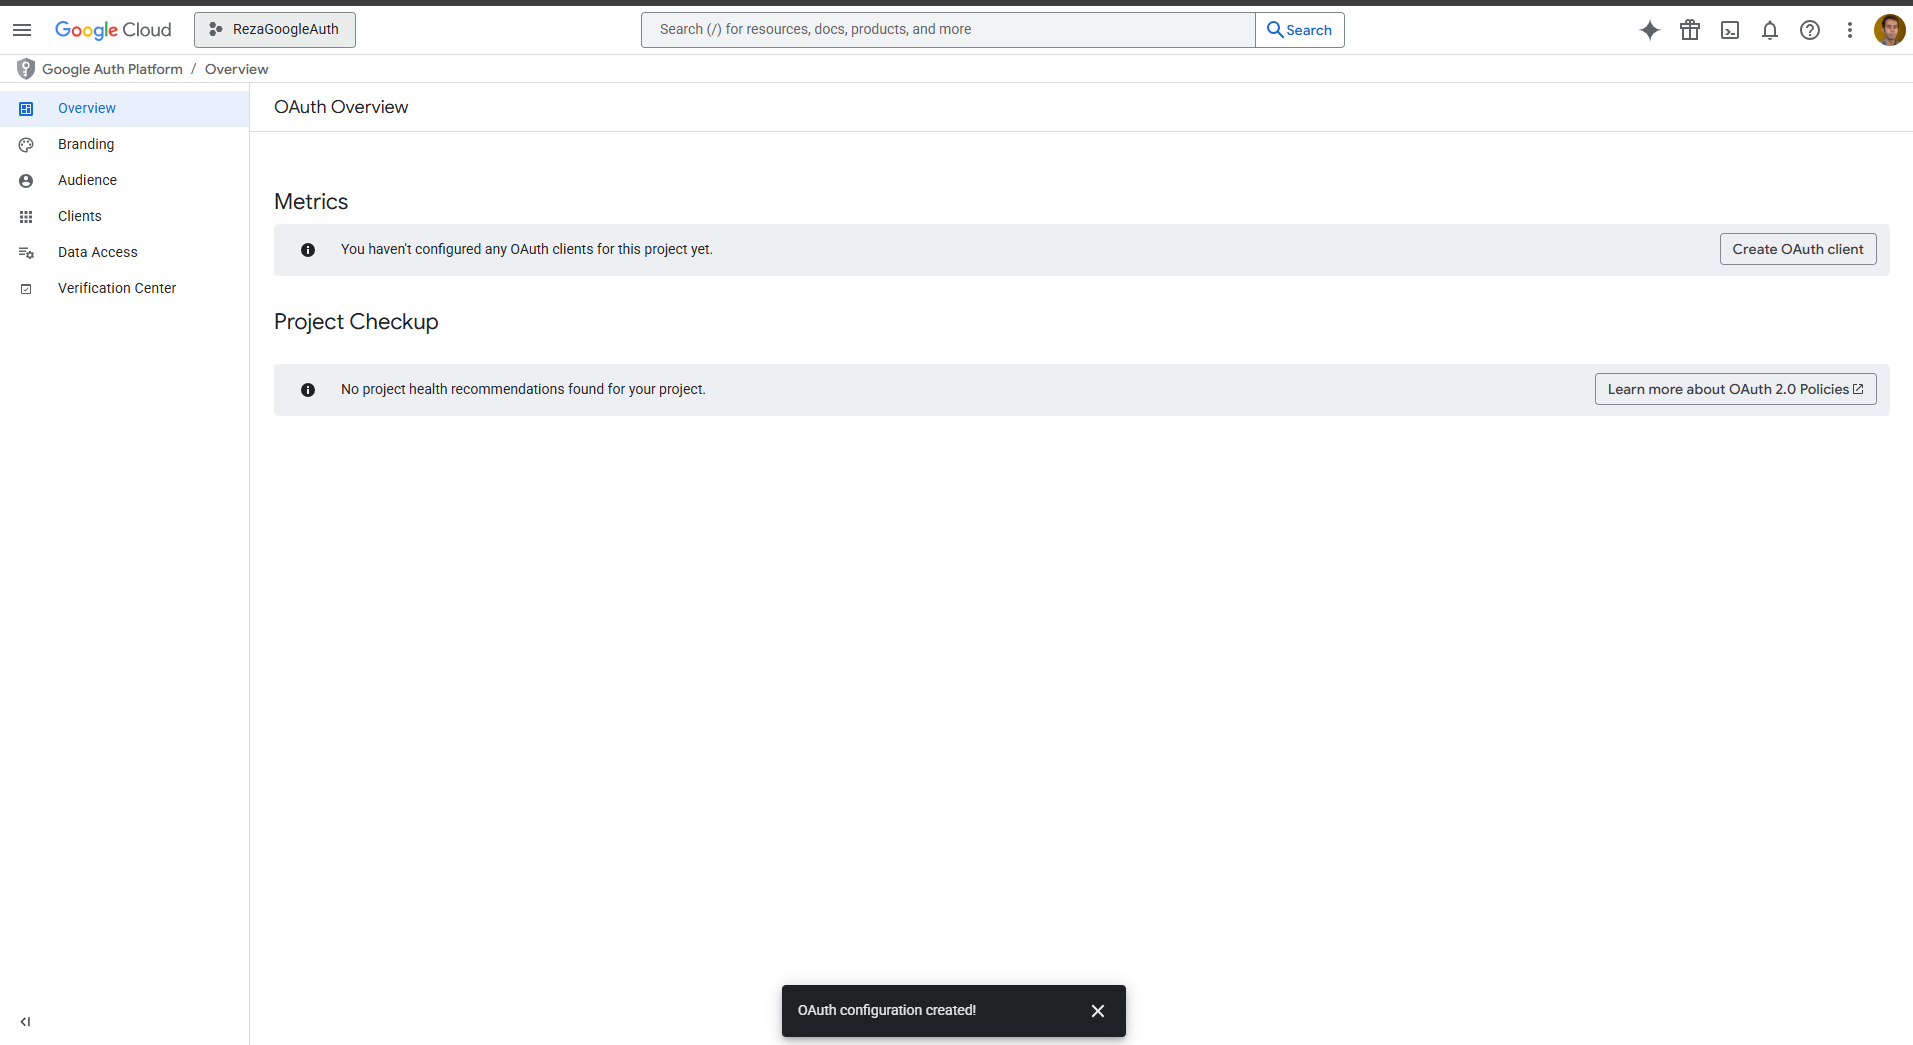 Google Cloud
RezaGoogleAuth
Search (/) for resources, docs, products, and more
Search
Google Auth Platform / Overview
Overview
Branding
Audience
Clients
Data Access
Verification Center
OAuth Overview
Metrics
You haven't configured any OAuth clients for this project yet.
Create OAuth client
Project Checkup
No project health recommendations found for your project.
Learn more about OAuth 2.0 Policies
OAuth configuration created!